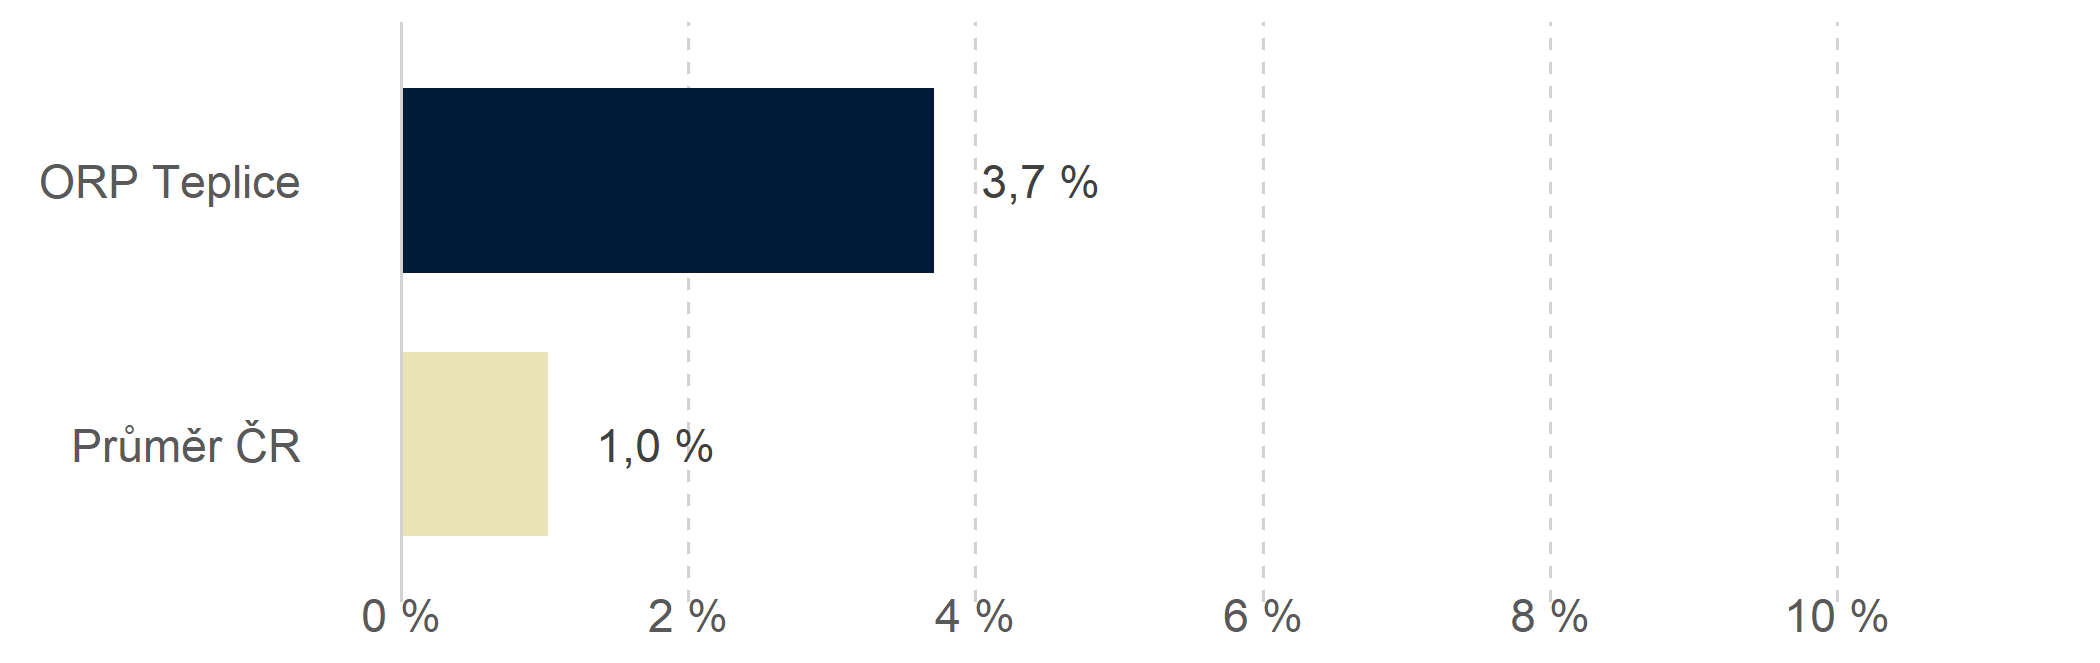 ORP Teplice
3,7 %
Průměr ČR
1,0 %
0 % 2 % 4 % 6 % 8 % 10 %